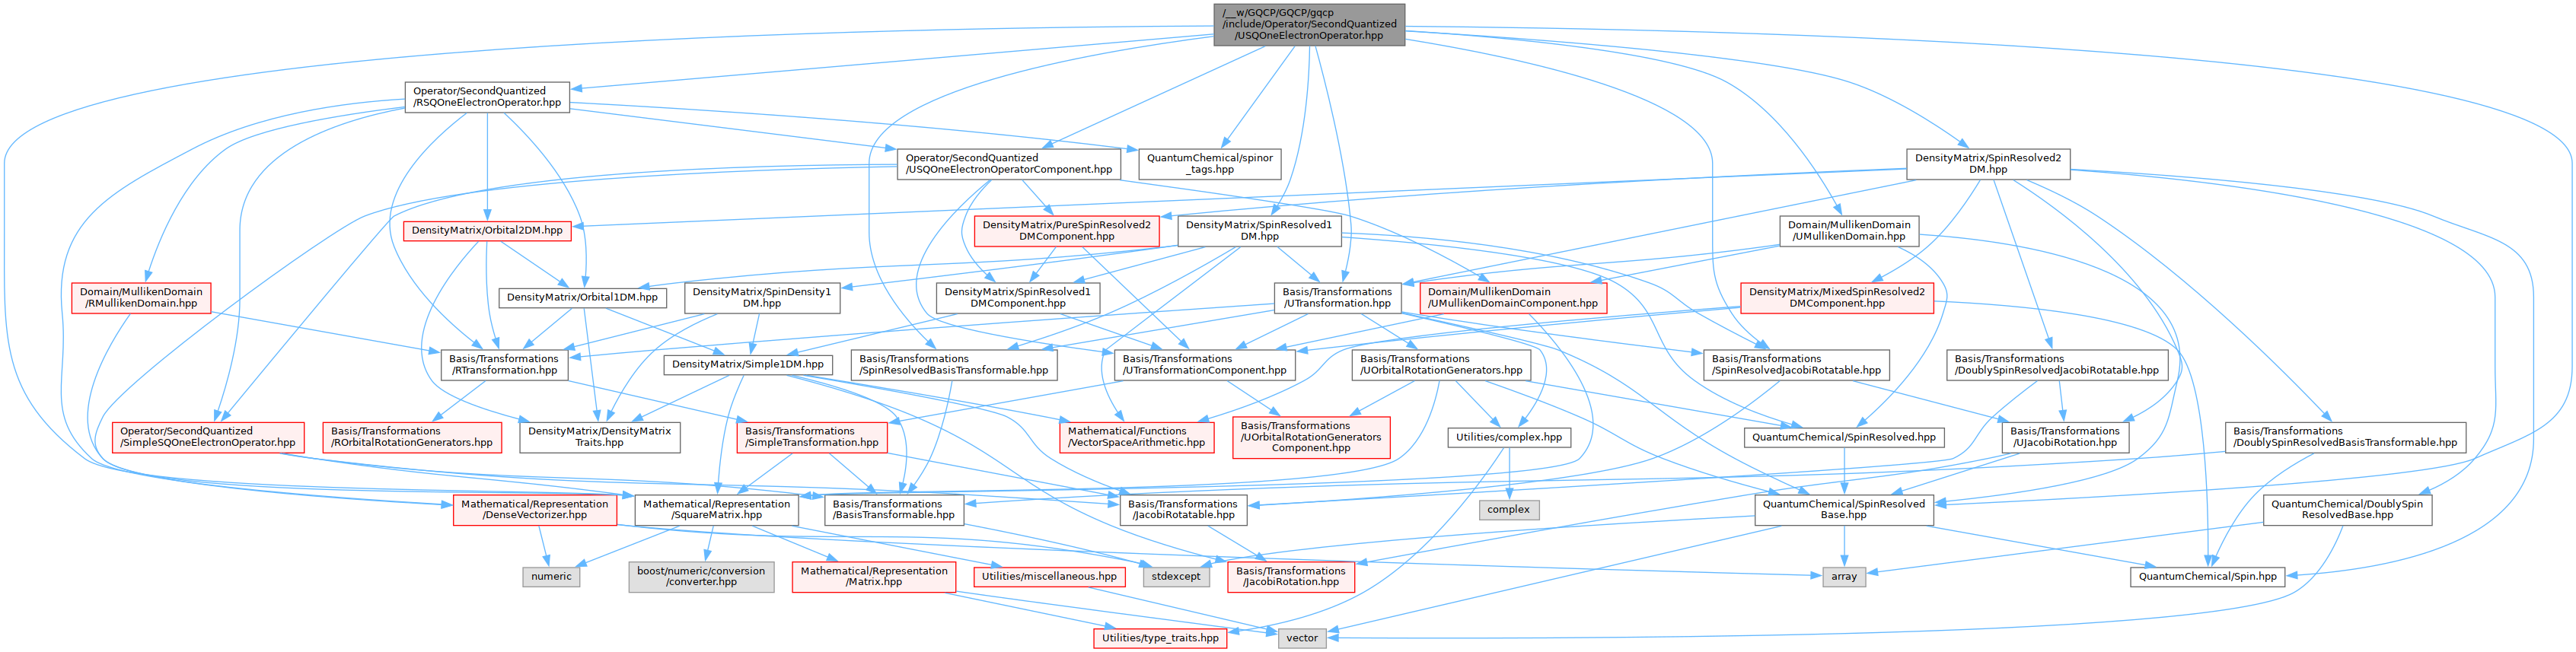 /__w/GQCP/GQCP/gqcp
/include/Operator/SecondQuantized
/USQOneElectronOperator.hpp
Operator/SecondQuantized
/RSQOneElectronOperator.hpp
Operator/SecondQuantized
/USQOneElectronOperatorComponent.hpp
QuantumChemical/spinor
_tags.hpp
DensityMatrix/SpinResolved2
DM.hpp
DensityMatrix/Orbital2DM.hpp
DensityMatrix/PureSpinResolved2
DMComponent.hpp
DensityMatrix/SpinResolved1
DM.hpp
Domain/MullikenDomain
/UMullikenDomain.hpp
Domain/MullikenDomain
/RMullikenDomain.hpp
DensityMatrix/Orbital1DM.hpp
DensityMatrix/SpinDensity1
DM.hpp
DensityMatrix/SpinResolved1
DMComponent.hpp
Basis/Transformations
/UTransformation.hpp
Domain/MullikenDomain
/UMullikenDomainComponent.hpp
DensityMatrix/MixedSpinResolved2
DMComponent.hpp
Basis/Transformations
/RTransformation.hpp
DensityMatrix/Simple1DM.hpp
Basis/Transformations
/SpinResolvedBasisTransformable.hpp
Basis/Transformations
/UTransformationComponent.hpp
Basis/Transformations
/UOrbitalRotationGenerators.hpp
Basis/Transformations
/SpinResolvedJacobiRotatable.hpp
Basis/Transformations
/DoublySpinResolvedJacobiRotatable.hpp
Operator/SecondQuantized
/SimpleSQOneElectronOperator.hpp
Basis/Transformations
/ROrbitalRotationGenerators.hpp
DensityMatrix/DensityMatrix
Traits.hpp
Basis/Transformations
/SimpleTransformation.hpp
Mathematical/Functions
/VectorSpaceArithmetic.hpp
Basis/Transformations
/UOrbitalRotationGenerators
Component.hpp
Utilities/complex.hpp
QuantumChemical/SpinResolved.hpp
Basis/Transformations
/UJacobiRotation.hpp
Basis/Transformations
/DoublySpinResolvedBasisTransformable.hpp
Mathematical/Representation
/DenseVectorizer.hpp
Mathematical/Representation
/SquareMatrix.hpp
Basis/Transformations
/BasisTransformable.hpp
Basis/Transformations
/JacobiRotatable.hpp
complex
QuantumChemical/SpinResolved
Base.hpp
QuantumChemical/DoublySpin
ResolvedBase.hpp
numeric
boost/numeric/conversion
/converter.hpp
Mathematical/Representation
/Matrix.hpp
Utilities/miscellaneous.hpp
stdexcept
Basis/Transformations
/JacobiRotation.hpp
array
QuantumChemical/Spin.hpp
Utilities/type_traits.hpp
vector